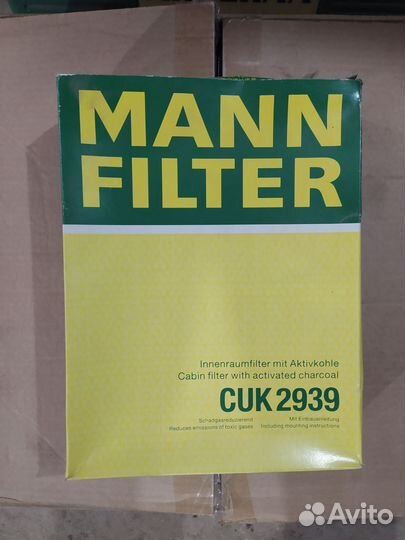 MANN
FILTER
Innenraumfilter mit Aktivkohle
Cabin filter with activated charcoal
CUK 2939
Schadgasreduzierend
Reduces emissions of toxic gases
Mit Einbauanleitung
Including mounting instructions
Avito